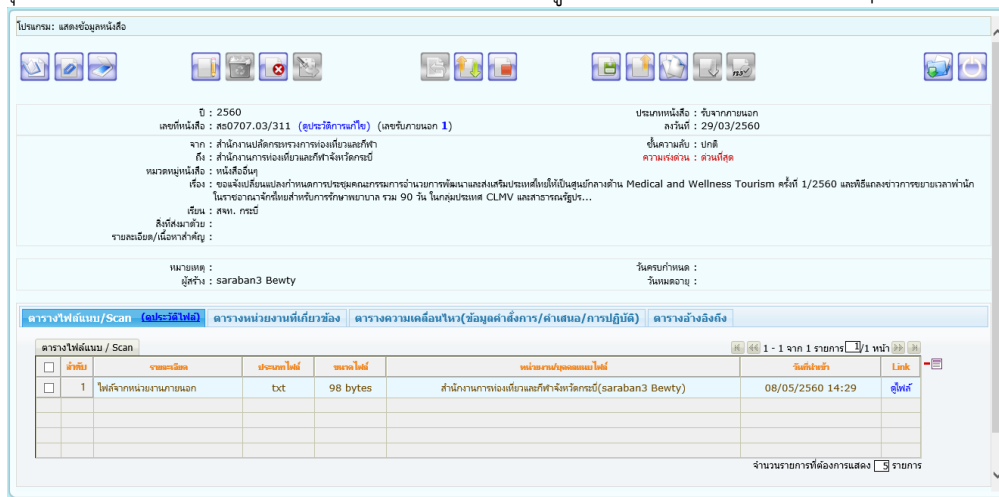 โปรแกรม: แสดงข้อมูลหนังสือ
ปี : 2560 ประเภทหนังสือ : รับจากภายนอก
เลขที่หนังสือ : สธ0707.03/311 (ดูประวัติการแก้ไข) (เลขรับภายนอก 1) ลงวันที่ : 29/03/2560
จาก : สำนักงานปลัดกระทรวงการท่องเที่ยวและกีฬา ชั้นความลับ : ปกติ
ถึง : สำนักงานการท่องเที่ยวและกีฬาจังหวัดกระบี่ ความเร่งด่วน : ด่วนที่สุด
หมวดหมู่หนังสือ : หนังสืออื่นๆ
เรื่อง : ขอแจ้งเปลี่ยนแปลงกำหนดการประชุมคณะกรรมการอำนวยการพัฒนาและส่งเสริมประเทศไทยให้เป็นศูนย์กลางด้าน Medical and Wellness Tourism ครั้งที่ 1/2560 และพิธีแถลงข่าวการขยายเวลาพำนัก
ในราชอาณาจักรไทยสำหรับการรักษาพยาบาล รวม 90 วัน ในกลุ่มประเทศ CLMV และสาธารณรัฐประ...
เรียน : สจท. กระบี่
สิ่งที่ส่งมาด้วย :
รายละเอียด/เนื้อหาสำคัญ :
หมายเหตุ : วันครบกำหนด :
ผู้สร้าง : saraban3 Bewty วันหมดอายุ :
ตารางไฟล์แนบ/Scan (ดูประวัติไฟล์) ตารางหน่วยงานที่เกี่ยวข้อง ตารางความเคลื่อนไหว(ข้อมูลคำสั่งการ/คำเสนอ/การปฏิบัติ) ตารางอ้างอิงถึง
ตารางไฟล์แนบ / Scan 1 - 1 จาก 1 รายการ 1/1 หน้า
ลำดับ รายละเอียด ประเภทไฟล์ ขนาดไฟล์ หน่วยงาน/บุคคลแนบไฟล์ วันที่นำเข้า Link
1 ไฟล์จากหน่วยงานภายนอก txt 98 bytes สำนักงานการท่องเที่ยวและกีฬาจังหวัดกระบี่(saraban3 Bewty) 08/05/2560 14:29 ดูไฟล์
จำนวนรายการที่ต้องการแสดง 5 รายการ